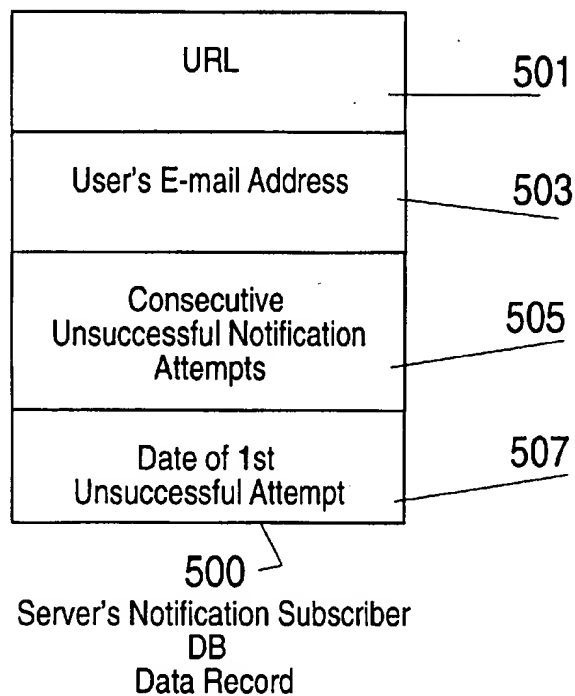 URL
501
User's E-mail Address
503
Consecutive
Unsuccessful Notification
Attempts
505
Date of 1st
Unsuccessful Attempt
507
500
Server's Notification Subscriber
DB
Data Record